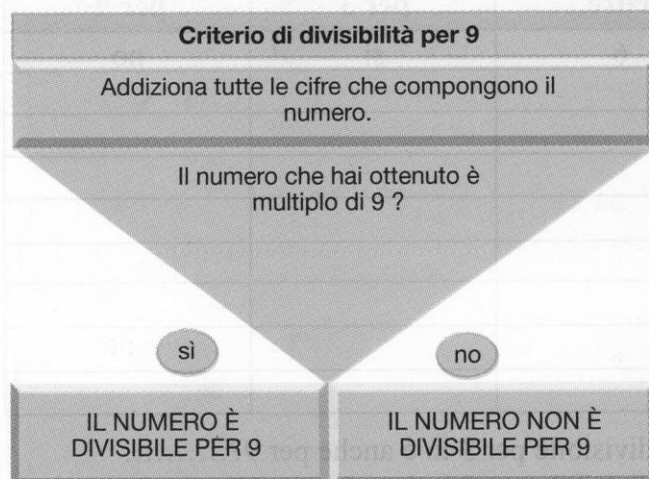 Criterio di divisibilità per 9
Addiziona tutte le cifre che compongono il
numero.
Il numero che hai ottenuto è
multiplo di 9 ?
sì
no
IL NUMERO È
DIVISIBILE PER 9
IL NUMERO NON È
DIVISIBILE PER 9